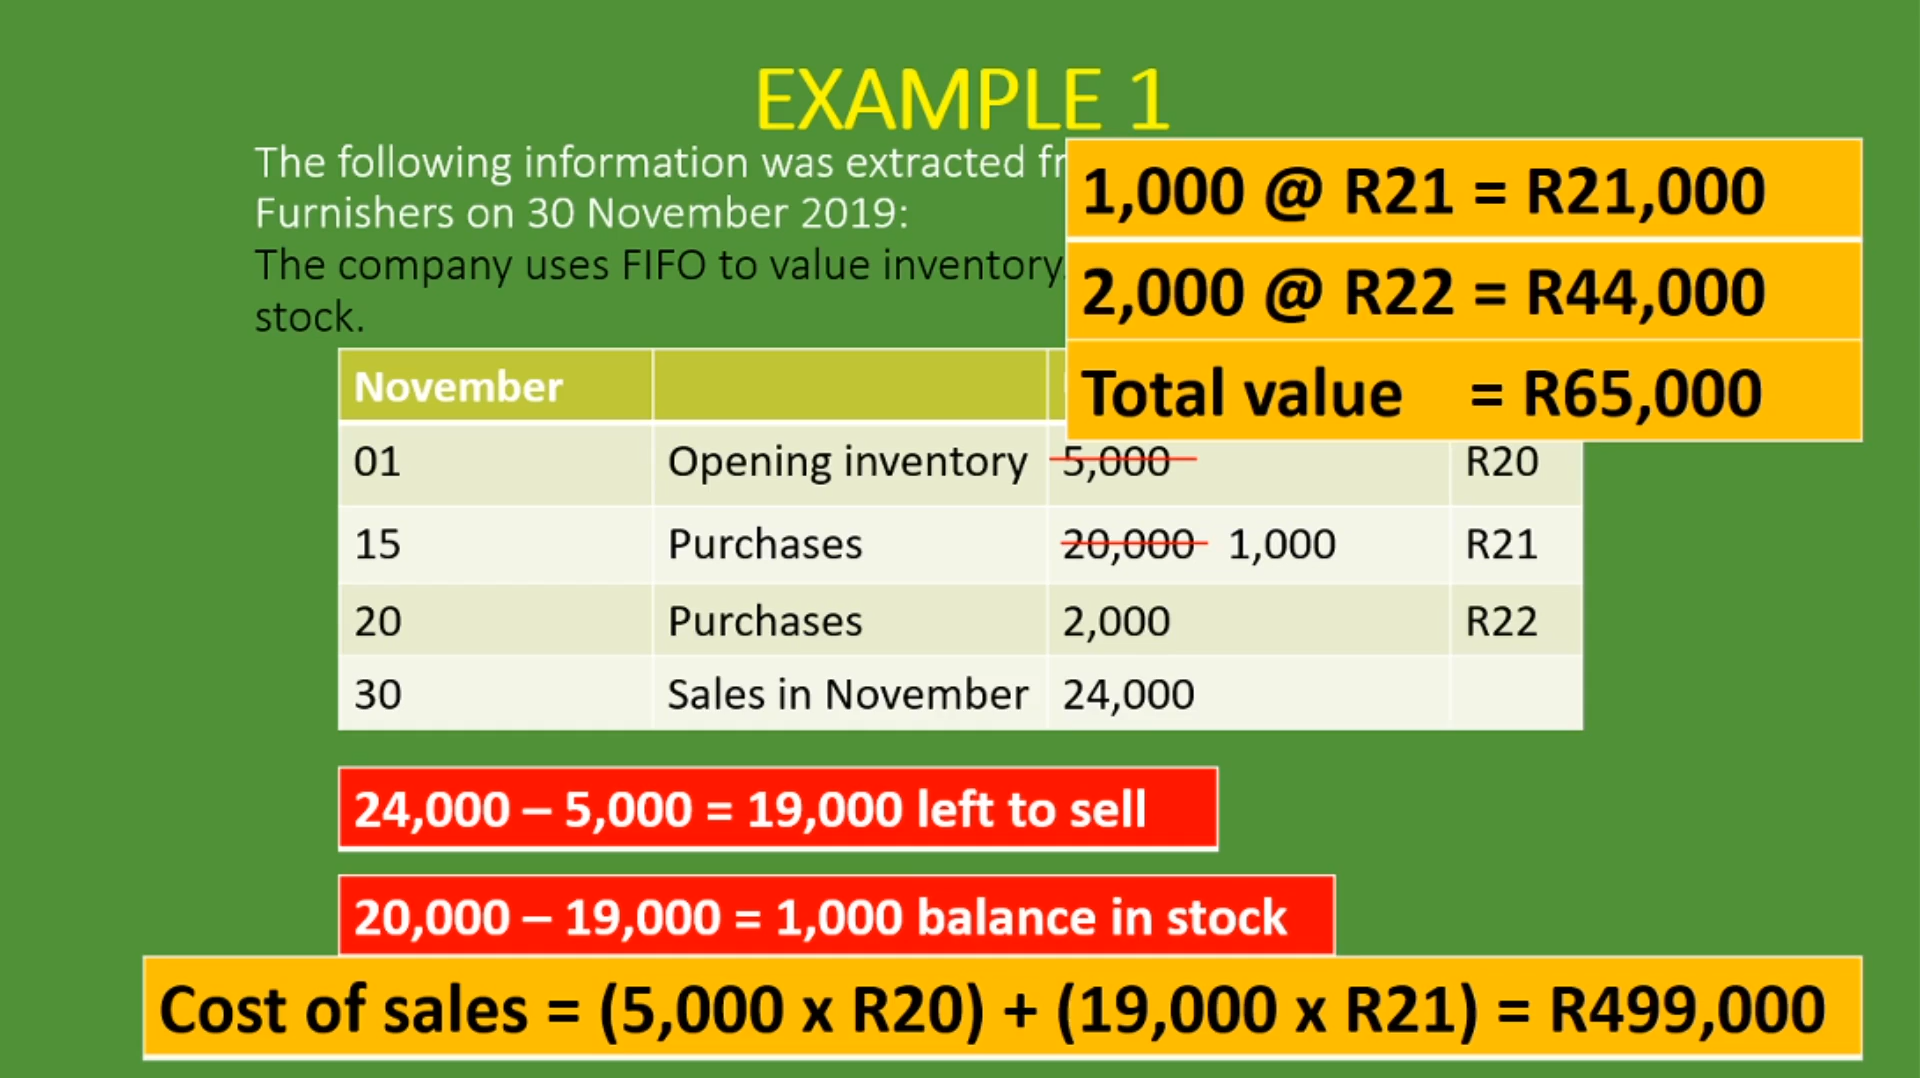 EXAMPLE 1
The following information was extracted
Furnishers on 30 November 2019:
The company uses FIFO to value inventory.
stock.
1,000 @ R21 = R21,000
2,000 @ R22 = R44,000
Total value = R65,000
November
01 Opening inventory 5,000 R20
15 Purchases 20,000 1,000 R21
20 Purchases 2,000 R22
30 Sales in November 24,000
24,000 – 5,000 = 19,000 left to sell
20,000 – 19,000 = 1,000 balance in stock
Cost of sales = (5,000 x R20) + (19,000 x R21) = R499,000